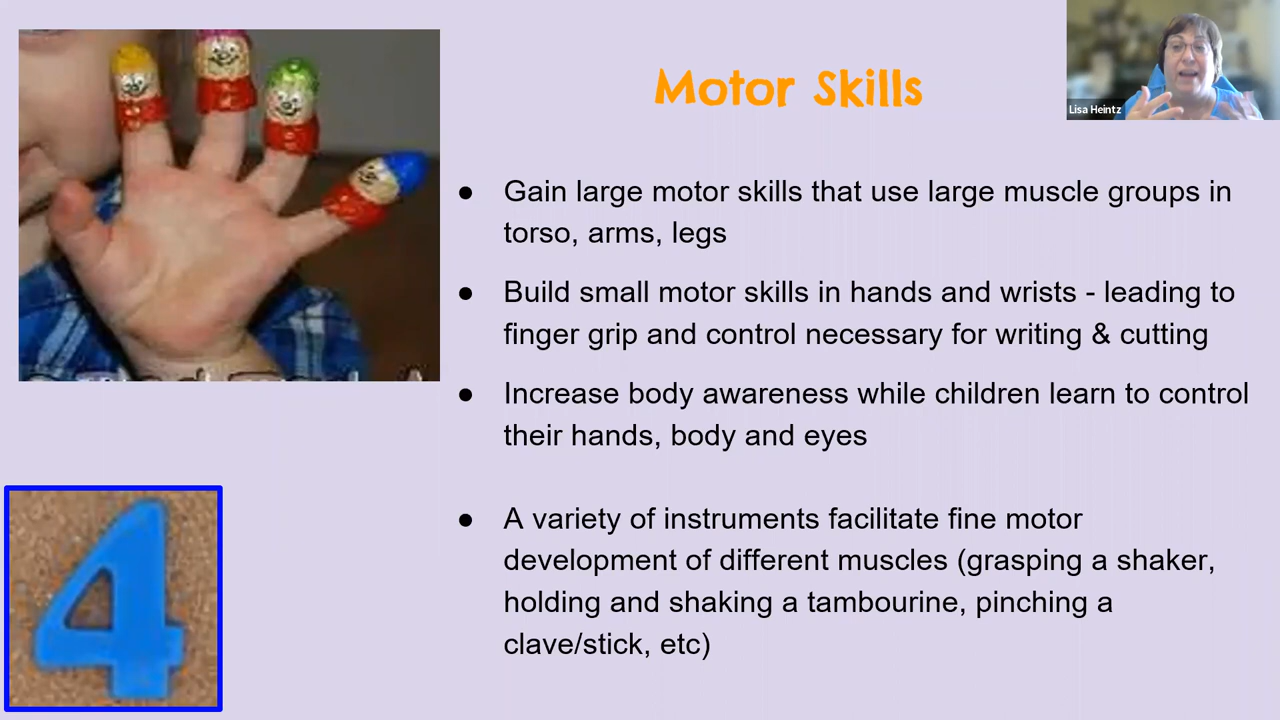 Motor Skills
Lisa Heintz
● Gain large motor skills that use large muscle groups in
torso, arms, legs
● Build small motor skills in hands and wrists - leading to
finger grip and control necessary for writing & cutting
● Increase body awareness while children learn to control
their hands, body and eyes
● A variety of instruments facilitate fine motor
development of different muscles (grasping a shaker,
holding and shaking a tambourine, pinching a
clave/stick, etc)
4